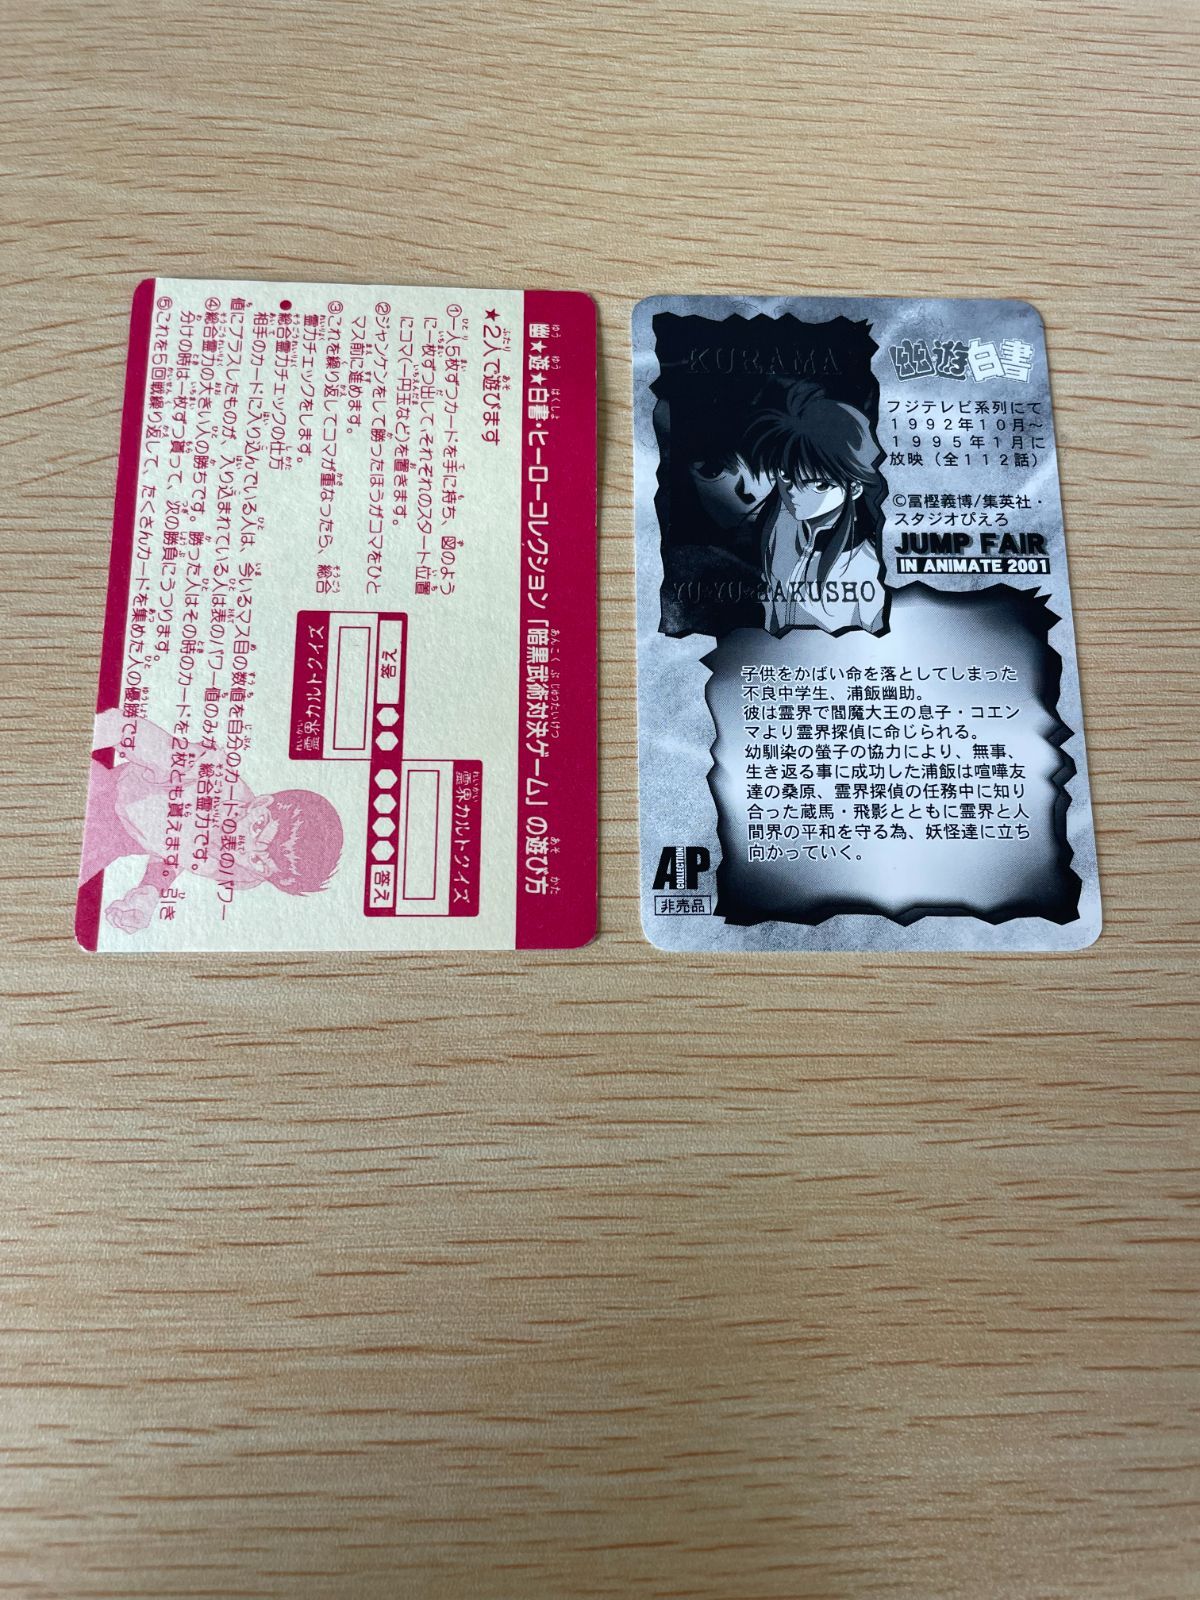 幽★遊★白書・ヒーローコレクション「暗黒武術対決ゲーム」の遊び方
★2人で遊びます
①一人5枚ずつカードを手に持ち、図のよう
に一枚ずつ出して、それぞれのスタート位置
にコマ(一円玉など)を置きます。
②ジャンケンをして勝ったほうがコマをひと
マス前に進めます。
③これを繰り返してコマが重なったら、総合
霊力チェックをします。
●総合霊力チェックの仕方
相手のカードに入り込んでいる人は、今いるマス目の数値を自分のカードの表のパワー
値にプラスしたものが、入り込まれている人は表のパワー値のみが、総合霊力です。
④総合霊力の大きい人の勝ちです。勝った人はその時のカードを2枚とも貰えます。引き
分けの時は一枚ずつ貰って、次の勝負にうつります。
⑤これを5回戦繰り返して、たくさんカードを集めた人の優勝です。
霊界カルトクイズ
答え
霊界カルトクイズ
答え
KURAMA
YU・YU・HAKUSHO
幽遊白書
フジテレビ系列にて
1992年10月~
1995年1月に
放映(全112話)
©冨樫義博/集英社・
スタジオぴえろ
JUMP FAIR
IN ANIMATE 2001
子供をかばい命を落としてしまった
不良中学生、浦飯幽助。
彼は霊界で閻魔大王の息子・コエン
マより霊界探偵に命じられる。
幼馴染の螢子の協力により、無事、
生き返る事に成功した浦飯は喧嘩友
達の桑原、霊界探偵の任務中に知り
合った蔵馬・飛影とともに霊界と人
間界の平和を守る為、妖怪達に立ち
向かっていく。
AP
COLLECTION
非売品